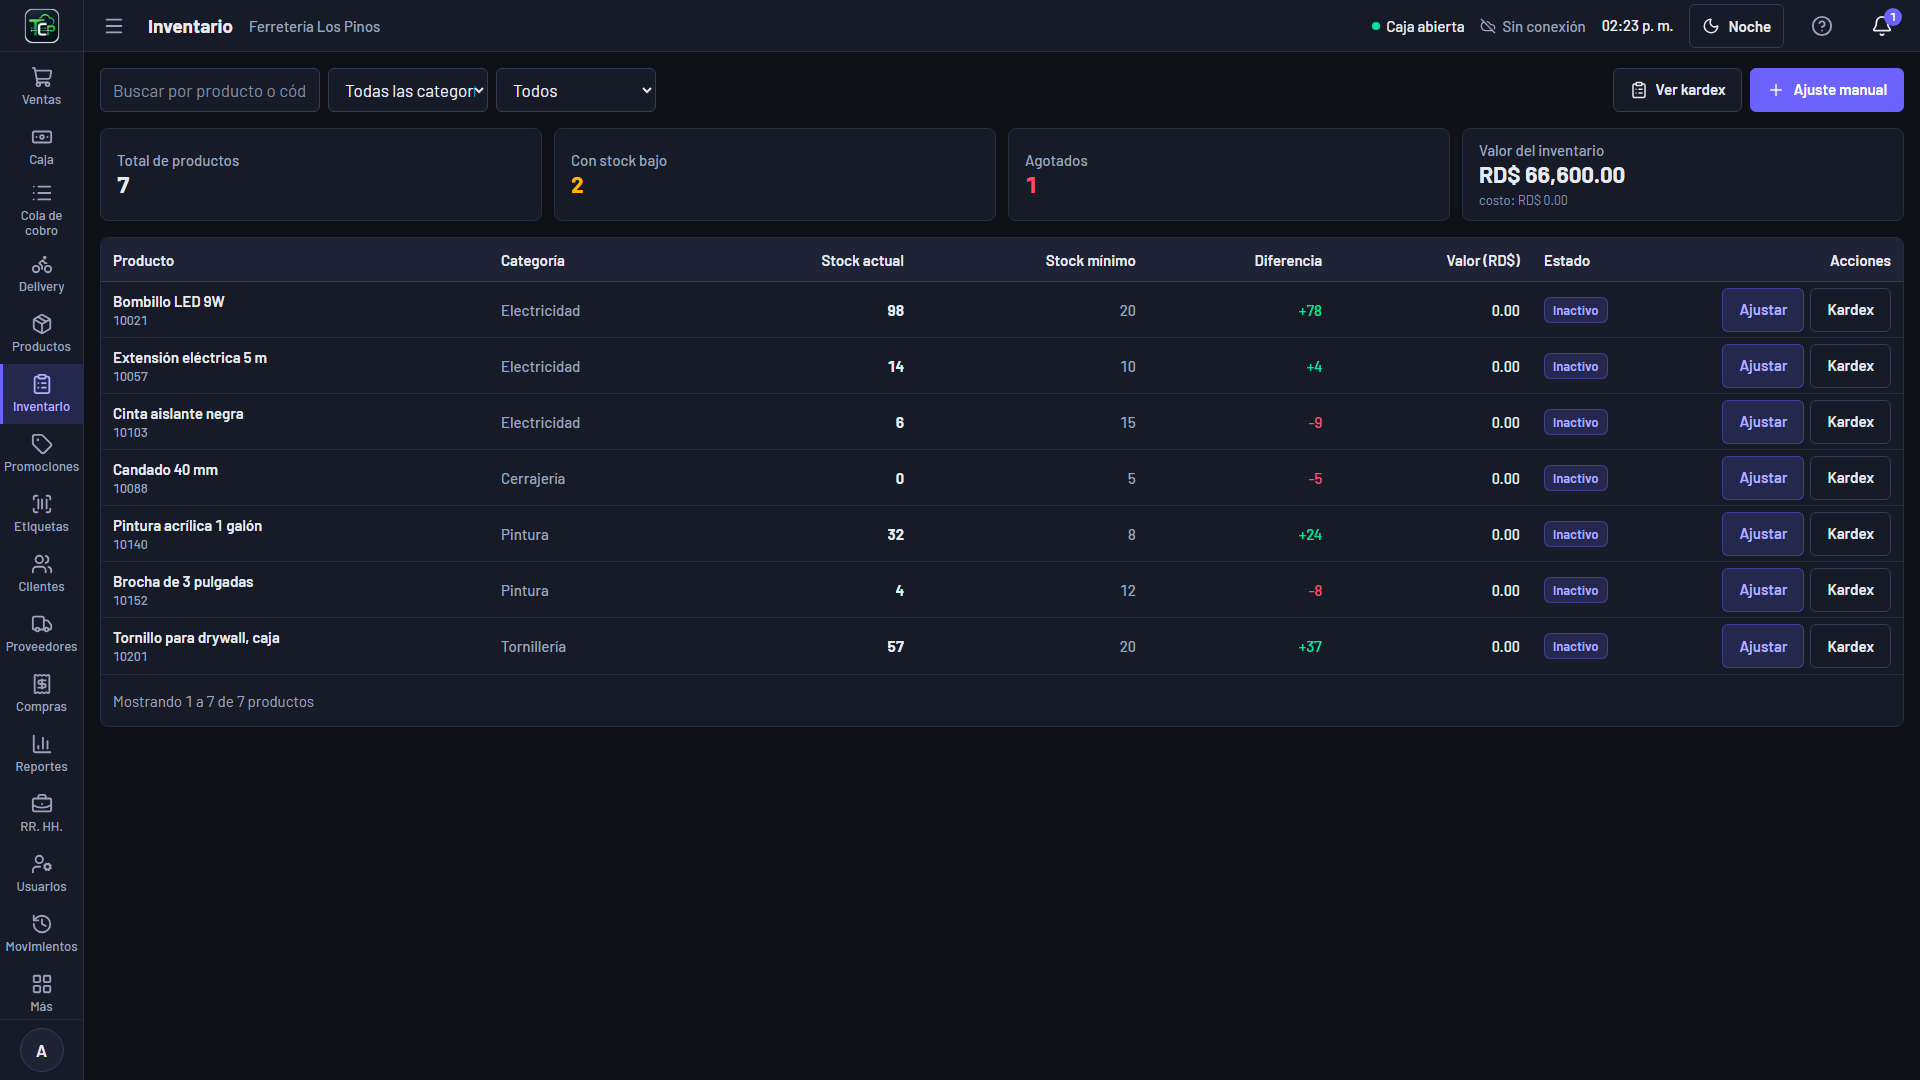 TCP
Inventario
Ferretería Los Pinos
Caja abierta
Sin conexión
02:23 p. m.
Noche
1
Ventas
Caja
Cola de
cobro
Delivery
Productos
Inventario
Promociones
Etiquetas
Clientes
Proveedores
Compras
Reportes
RR. HH.
Usuarios
Movimientos
Más
A
Buscar por producto o cód
Todas las categor
Todos
Ver kardex
Ajuste manual
Total de productos
7
Con stock bajo
2
Agotados
1
Valor del inventario
RD$ 66,600.00
costo: RD$ 0.00
Producto Categoría Stock actual Stock mínimo Diferencia Valor (RD$) Estado Acciones
Bombillo LED 9W
10021
Electricidad 98 20 +78 0.00 Inactivo Ajustar Kardex
Extensión eléctrica 5 m
10057
Electricidad 14 10 +4 0.00 Inactivo Ajustar Kardex
Cinta aislante negra
10103
Electricidad 6 15 -9 0.00 Inactivo Ajustar Kardex
Candado 40 mm
10088
Cerrajería 0 5 -5 0.00 Inactivo Ajustar Kardex
Pintura acrílica 1 galón
10140
Pintura 32 8 +24 0.00 Inactivo Ajustar Kardex
Brocha de 3 pulgadas
10152
Pintura 4 12 -8 0.00 Inactivo Ajustar Kardex
Tornillo para drywall, caja
10201
Tornillería 57 20 +37 0.00 Inactivo Ajustar Kardex
Mostrando 1 a 7 de 7 productos